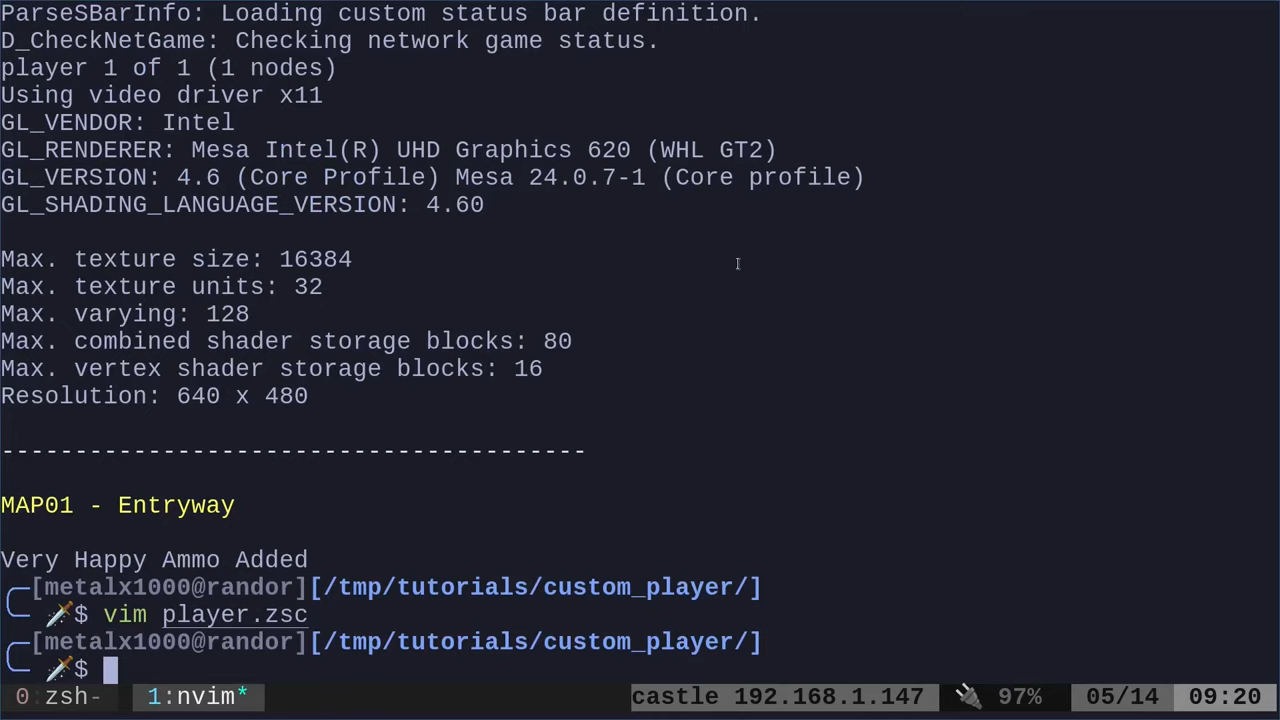 ParseSBarInfo: Loading custom status bar definition.
D_CheckNetGame: Checking network game status.
player 1 of 1 (1 nodes)
Using video driver x11
GL_VENDOR: Intel
GL_RENDERER: Mesa Intel(R) UHD Graphics 620 (WHL GT2)
GL_VERSION: 4.6 (Core Profile) Mesa 24.0.7-1 (Core profile)
GL_SHADING_LANGUAGE_VERSION: 4.60
Max. texture size: 16384
Max. texture units: 32
Max. varying: 128
Max. combined shader storage blocks: 80
Max. vertex shader storage blocks: 16
Resolution: 640 x 480
----------------------------------------
MAP01 - Entryway
Very Happy Ammo Added
[metalx1000@randor][/tmp/tutorials/custom_player/]
🗡️$ vim player.zsc
[metalx1000@randor][/tmp/tutorials/custom_player/]
🗡️$
0:zsh- 1:nvim* castle 192.168.1.147 🔌 97% 05/14 09:20